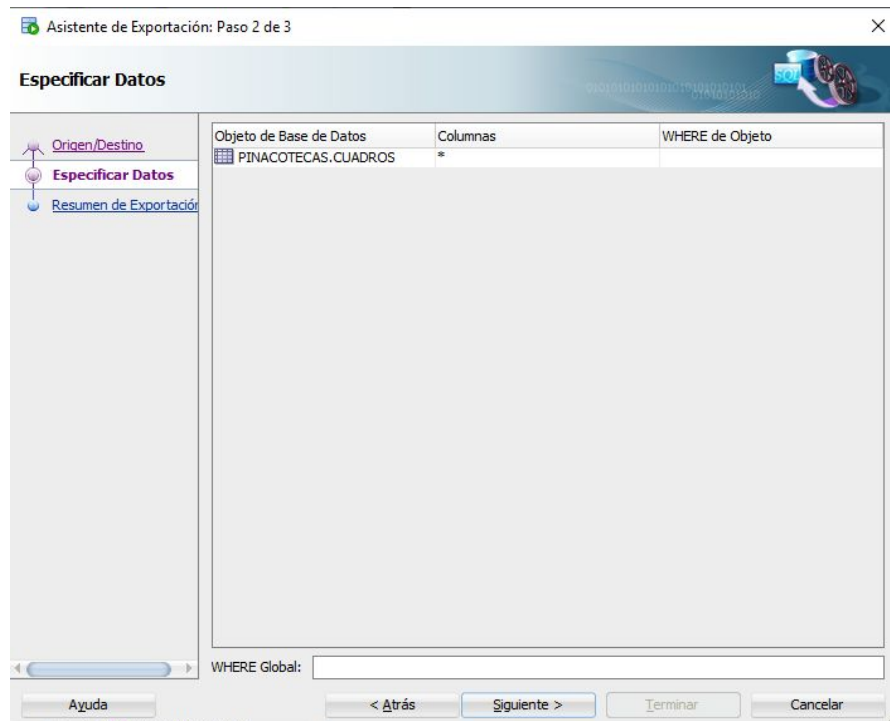 Asistente de Exportación: Paso 2 de 3
Especificar Datos
SQL
Origen/Destino
Especificar Datos
Resumen de Exportación
Objeto de Base de Datos Columnas WHERE de Objeto
PINACOTECAS.CUADROS *
WHERE Global:
Ayuda < Atrás Siguiente > Terminar Cancelar